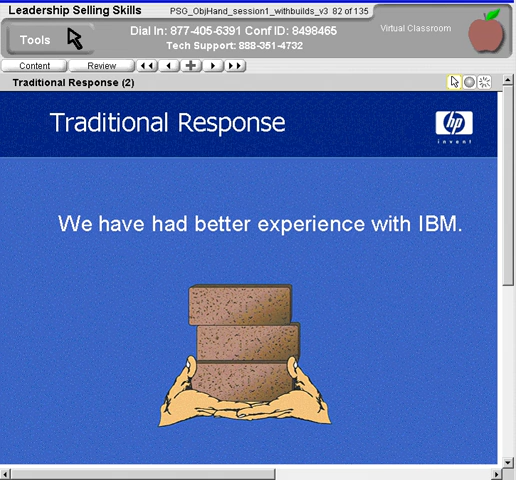 Leadership Selling Skills
PSG_ObjHand_session1_withbuilds_v3 82 of 135
Tools
Dial In: 877-405-6391 Conf ID: 8498465
Tech Support: 888-351-4732
Virtual Classroom
Content
Review
Traditional Response (2)
Traditional Response
hp
invent
We have had better experience with IBM.